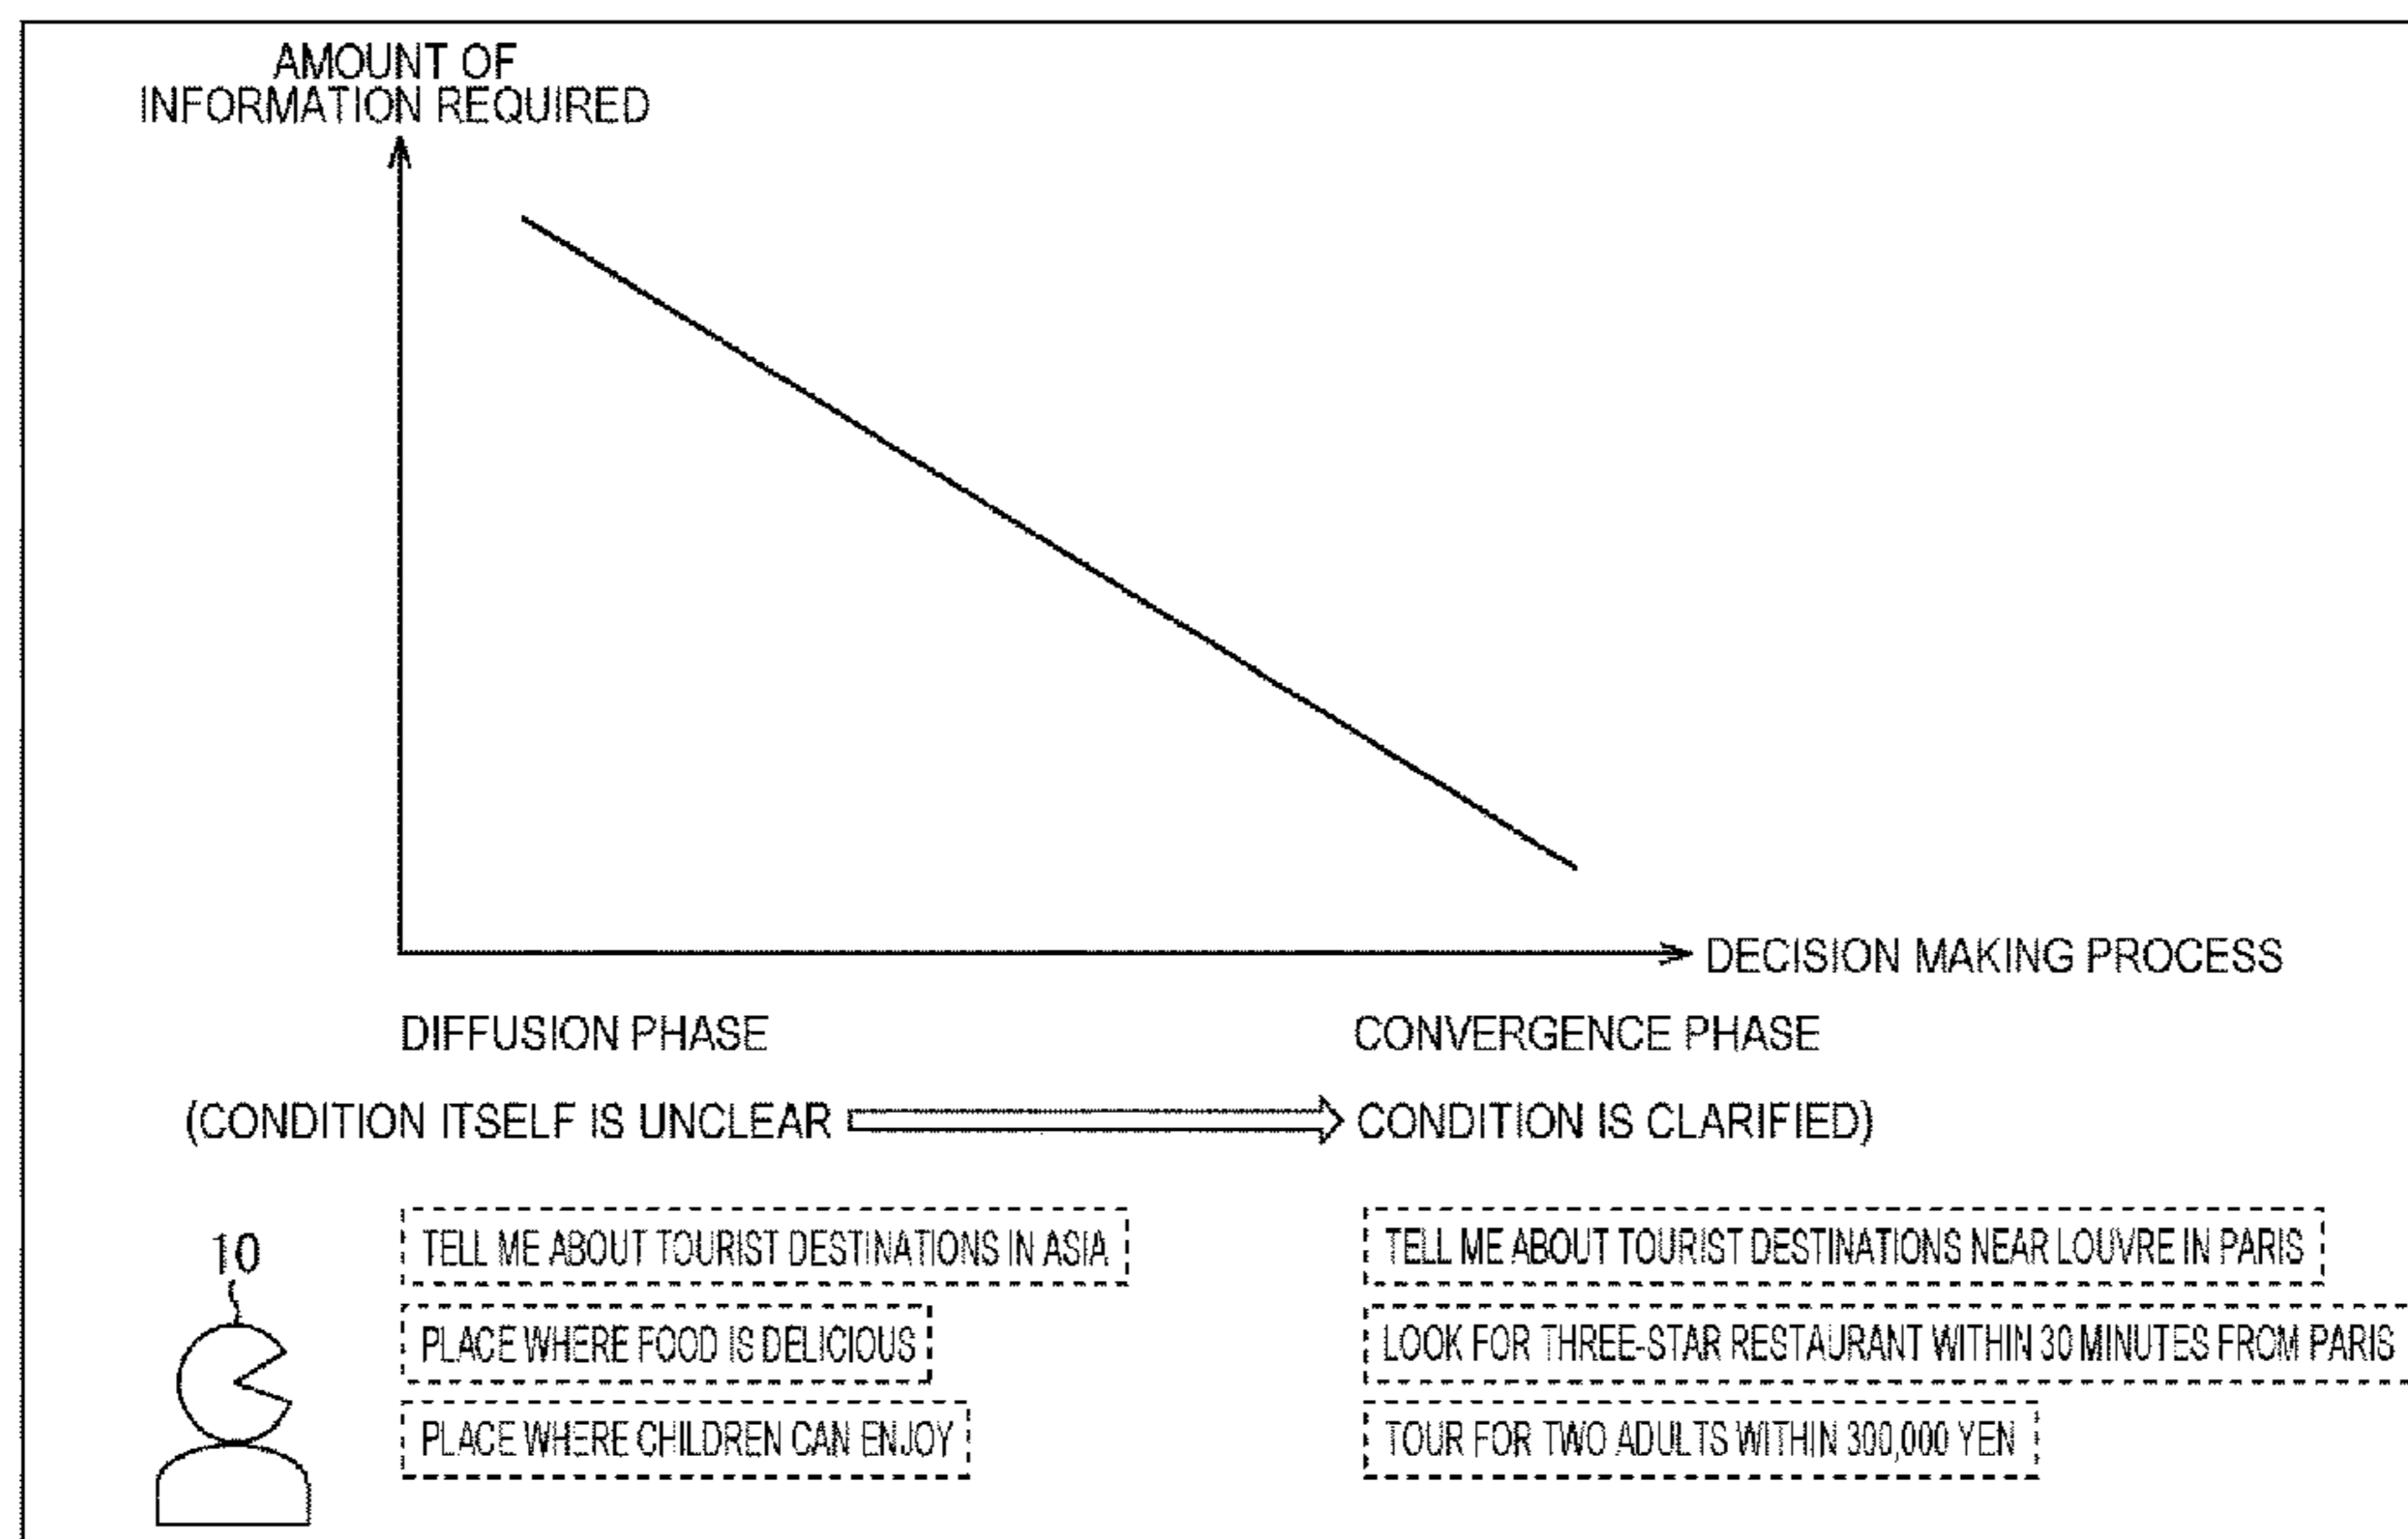 AMOUNT OF
INFORMATION REQUIRED
DECISION MAKING PROCESS
DIFFUSION PHASE
CONVERGENCE PHASE
(CONDITION ITSELF IS UNCLEAR
CONDITION IS CLARIFIED)
10
TELL ME ABOUT TOURIST DESTINATIONS IN ASIA
PLACE WHERE FOOD IS DELICIOUS
PLACE WHERE CHILDREN CAN ENJOY
TELL ME ABOUT TOURIST DESTINATIONS NEAR LOUVRE IN PARIS
LOOK FOR THREE-STAR RESTAURANT WITHIN 30 MINUTES FROM PARIS
TOUR FOR TWO ADULTS WITHIN 300,000 YEN